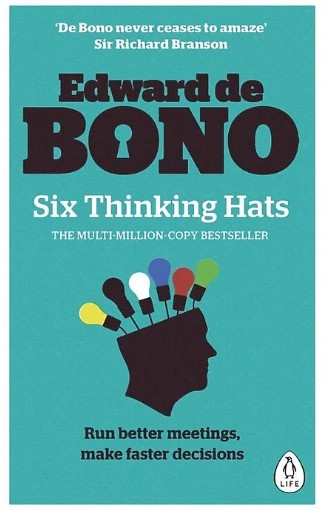 ‘De Bono never ceases to amaze’
Sir Richard Branson
Edward de
BONO
Six Thinking Hats
THE MULTI-MILLION-COPY BESTSELLER
Run better meetings,
make faster decisions
LIFE